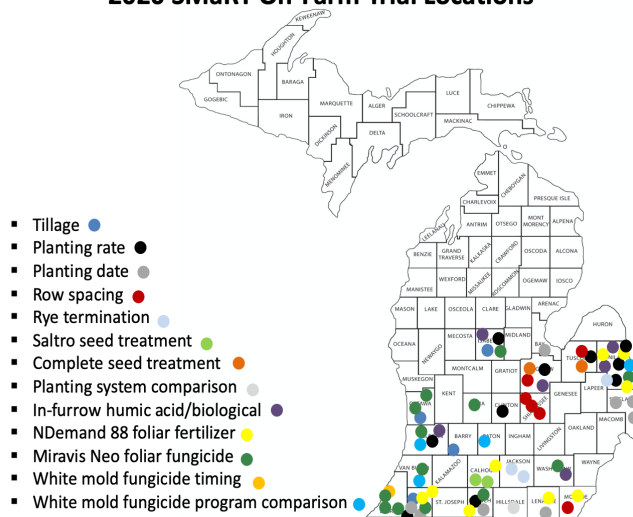 2020 SMaRT On-Farm Trial Locations
KEWEENAW
HOUGHTON
ONTONAGON
BARAGA
GOGEBIC
IRON
MARQUETTE
ALGER
LUCE
CHIPPEWA
SCHOOLCRAFT
MACKINAC
DICKINSON
DELTA
MENOMINEE
EMMET
CHEBOYGAN
PRESQUE ISLE
CHARLEVOIX
LEELANAU
ANTRIM
OTSEGO
MONT
MORENCY
ALPENA
BENZIE
GRAND
TRAVERSE
KALKASKA
CRAWFORD
OSCODA
ALCONA
MANISTEE
WEXFORD
MISSAUKEE
ROSCOMMON
OGEMAW
IOSCO
MASON
LAKE
OSCEOLA
CLARE
GLADWIN
ARENAC
HURON
OCEANA
NEWAYGO
MECOSTA
MIDLAND
MONTCALM
GRATIOT
MUSKEGON
KENT
GENESEE
LAPEER
MACOMB
OAKLAND
LIVINGSTON
INGHAM
BARRY
WAYNE
JACKSON
KALAMAZOO
ST. JOSEPH
▪ Tillage
▪ Planting rate
▪ Planting date
▪ Row spacing
▪ Rye termination
▪ Saltro seed treatment
▪ Complete seed treatment
▪ Planting system comparison
▪ In-furrow humic acid/biological
▪ NDemand 88 foliar fertilizer
▪ Miravis Neo foliar fungicide
▪ White mold fungicide timing
▪ White mold fungicide program comparison